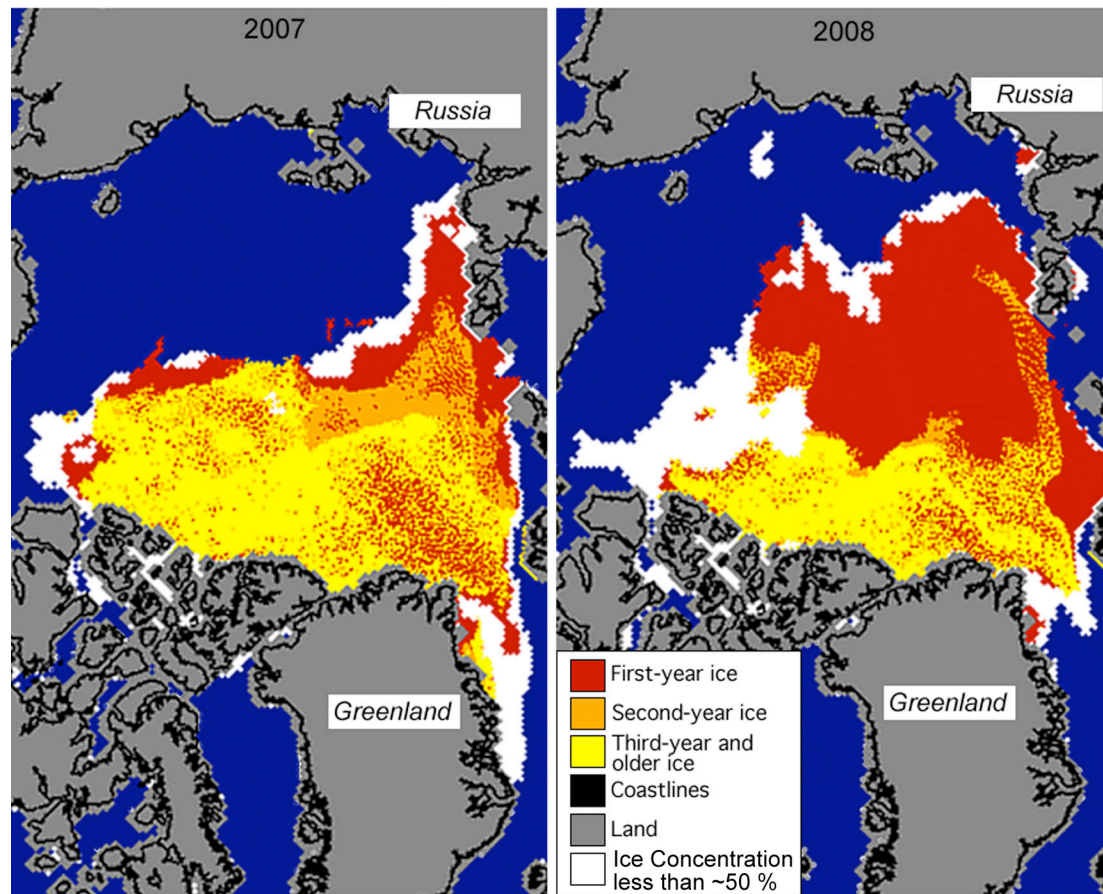 2007
2008
Russia
Russia
Greenland
Greenland
First-year ice
Second-year ice
Third-year and
older ice
Coastlines
Land
Ice Concentration
less than ~50 %